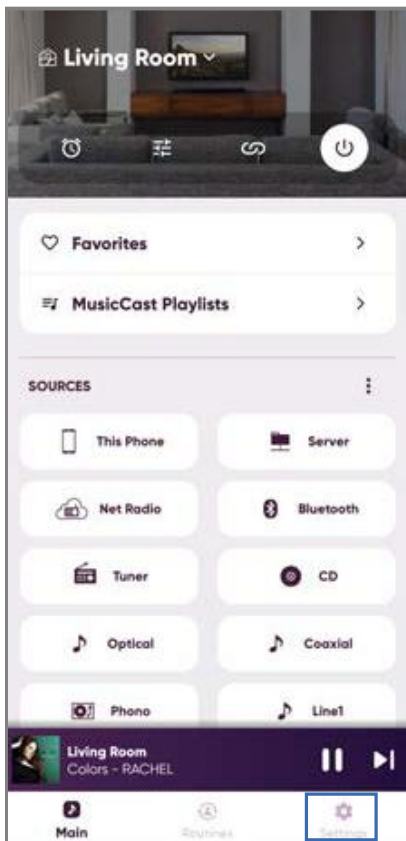 Living Room
Favorites
MusicCast Playlists
SOURCES
This Phone
Server
Net Radio
Bluetooth
Tuner
CD
Optical
Coaxial
Phono
Line1
Living Room
Colors - RACHEL
Main
Routines
Settings